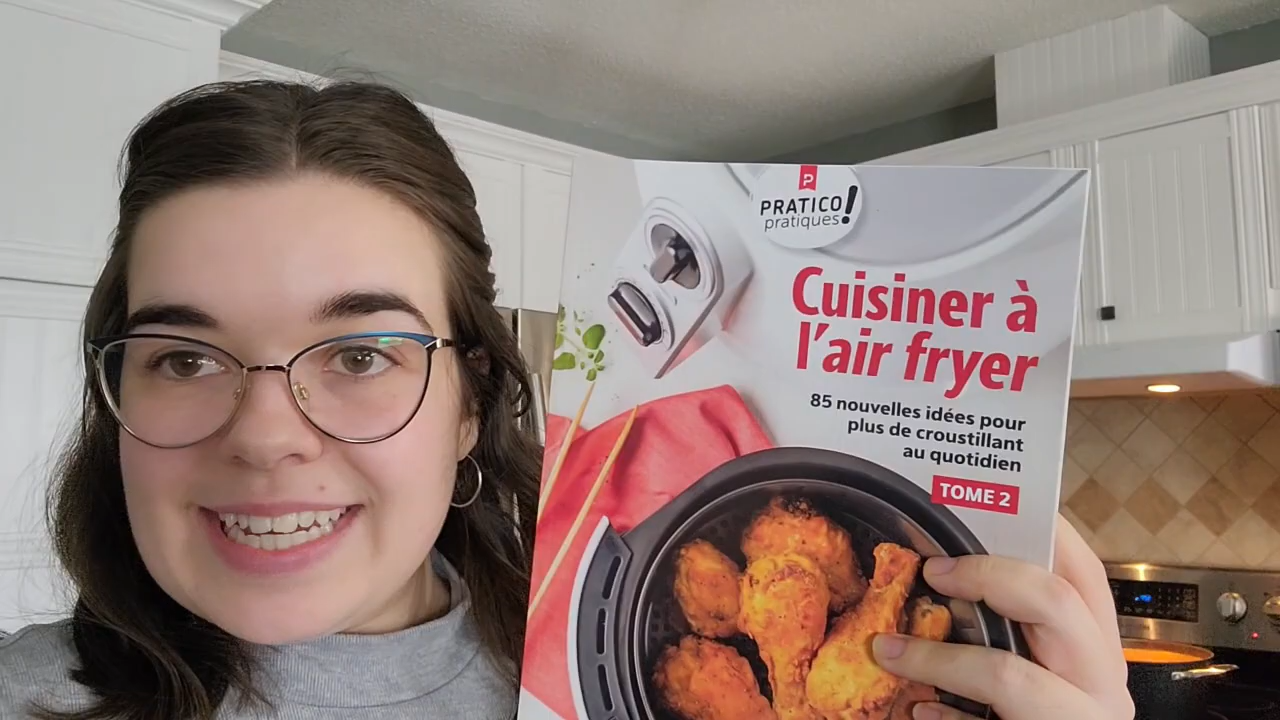 P
PRATICO!
pratiques
Cuisiner à
l'air fryer
85 nouvelles idées pour
plus de croustillant
au quotidien
TOME 2